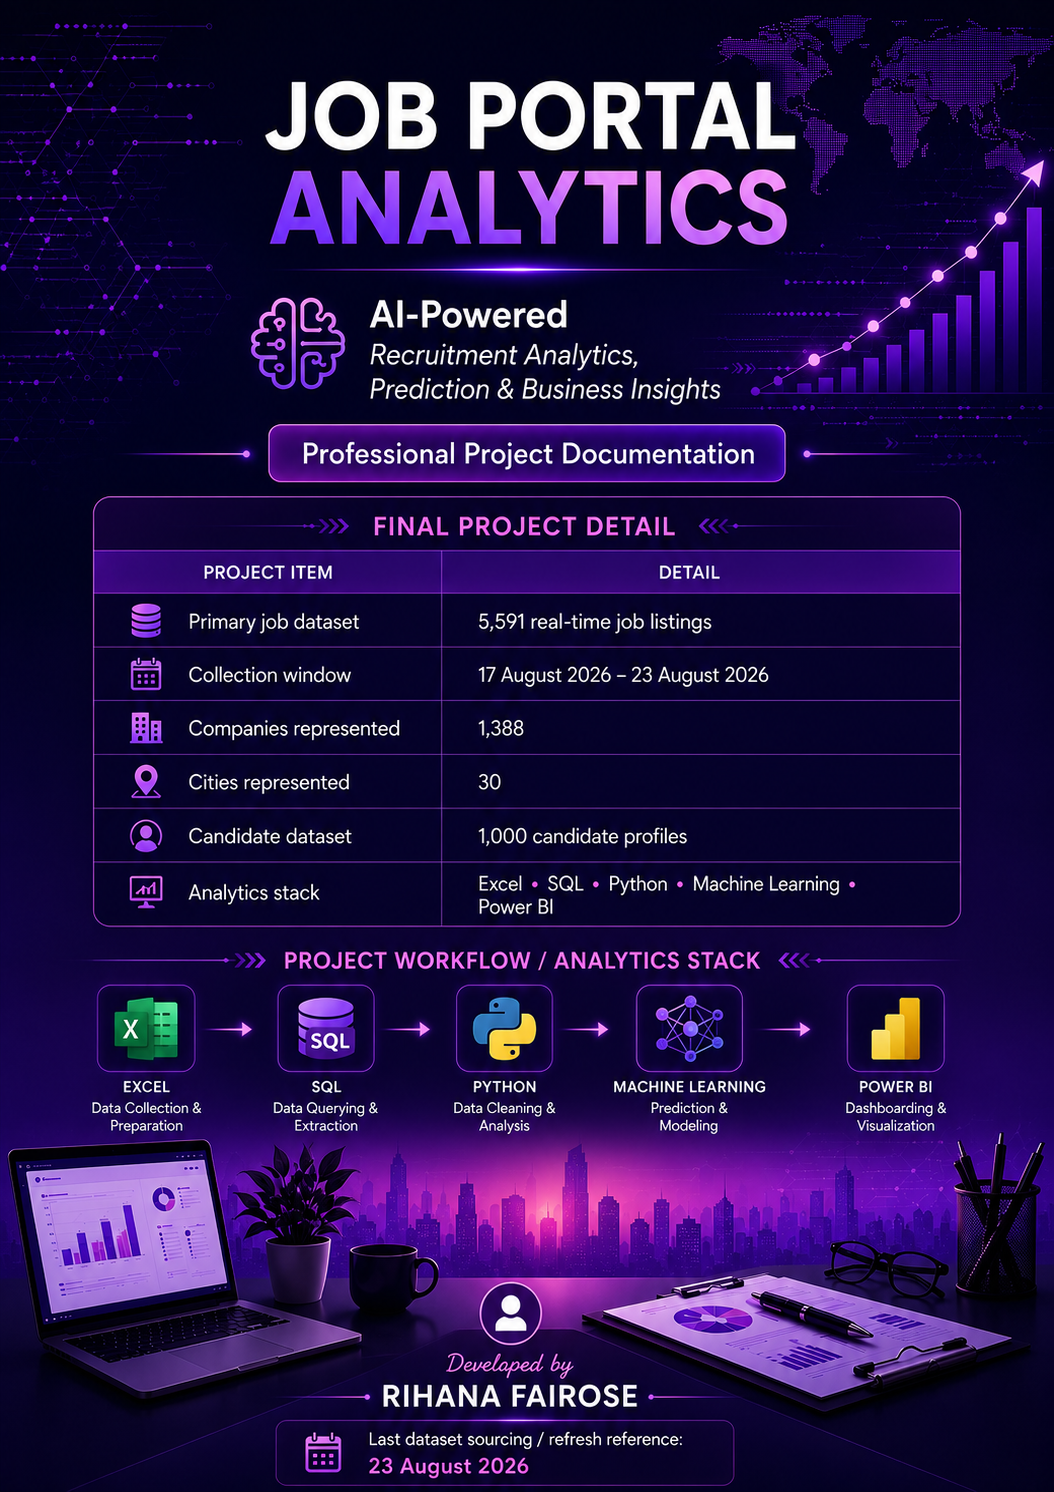 JOB PORTAL
ANALYTICS
AI-Powered
Recruitment Analytics,
Prediction & Business Insights
Professional Project Documentation
FINAL PROJECT DETAIL
PROJECT ITEM
DETAIL
Primary job dataset
5,591 real-time job listings
Collection window
17 August 2026 – 23 August 2026
Companies represented
1,388
Cities represented
30
Candidate dataset
1,000 candidate profiles
Analytics stack
Excel • SQL • Python • Machine Learning •
Power BI
PROJECT WORKFLOW / ANALYTICS STACK
X
SQL
EXCEL
Data Collection &
Preparation
SQL
Data Querying &
Extraction
PYTHON
Data Cleaning &
Analysis
MACHINE LEARNING
Prediction &
Modeling
POWER BI
Dashboarding &
Visualization
Developed by
RIHANA FAIROSE
Last dataset sourcing / refresh reference:
23 August 2026